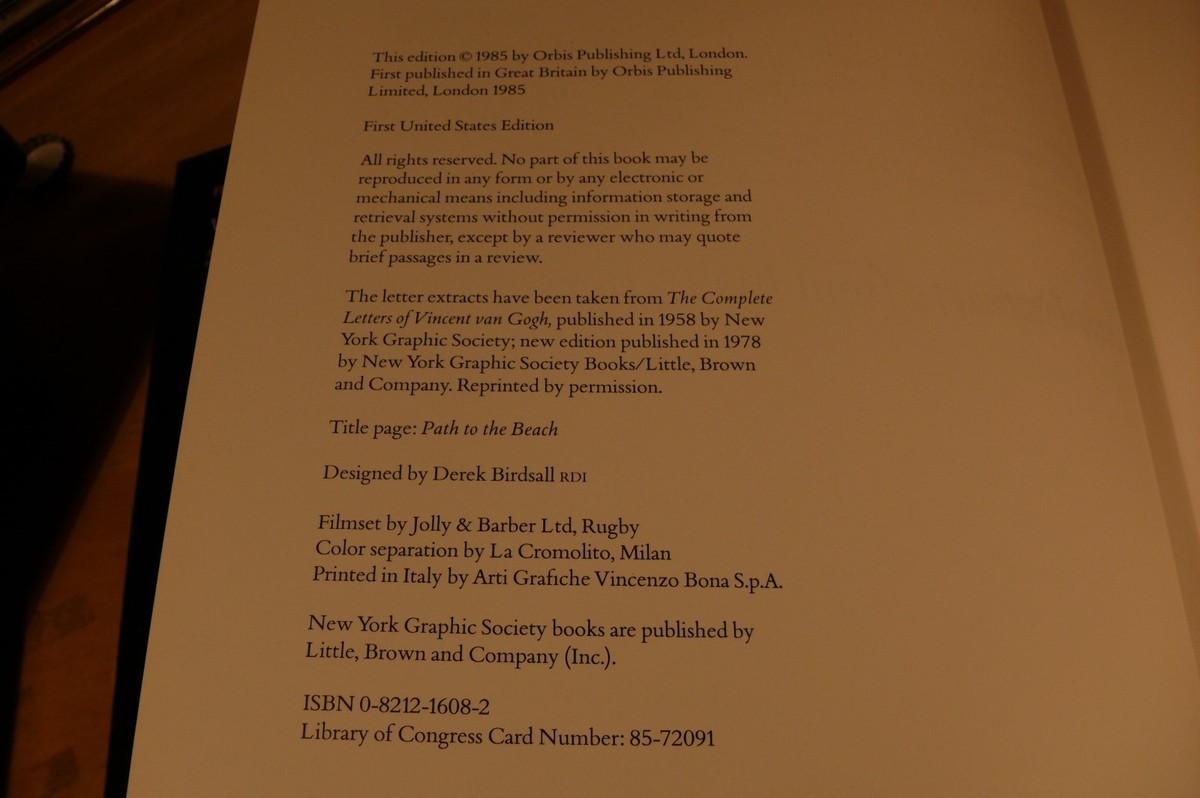 This edition © 1985 by Orbis Publishing Ltd, London.
First published in Great Britain by Orbis Publishing
Limited, London 1985
First United States Edition
All rights reserved. No part of this book may be
reproduced in any form or by any electronic or
mechanical means including information storage and
retrieval systems without permission in writing from
the publisher, except by a reviewer who may quote
brief passages in a review.
The letter extracts have been taken from The Complete
Letters of Vincent van Gogh, published in 1958 by New
York Graphic Society; new edition published in 1978
by New York Graphic Society Books/Little, Brown
and Company. Reprinted by permission.
Title page: Path to the Beach
Designed by Derek Birdsall RDI
Filmset by Jolly & Barber Ltd, Rugby
Color separation by La Cromolito, Milan
Printed in Italy by Arti Grafiche Vincenzo Bona S.p.A.
New York Graphic Society books are published by
Little, Brown and Company (Inc.).
ISBN 0-8212-1608-2
Library of Congress Card Number: 85-72091